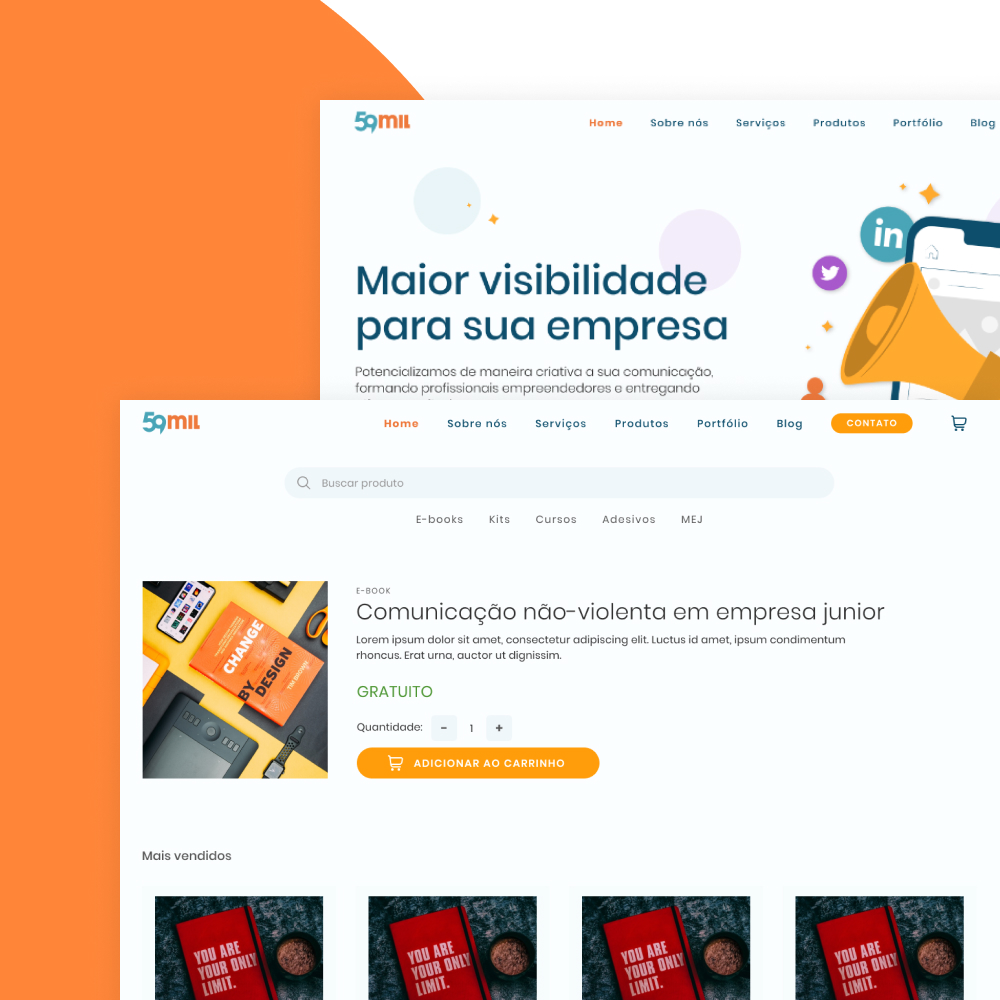 59mil
Home Sobre nós Serviços Produtos Portfólio Blog
in
Maior visibilidade
para sua empresa
Potencializamos de maneira criativa a sua comunicação,
formando profissionais empreendedores e entregando
59mil
Home Sobre nós Serviços Produtos Portfólio Blog CONTATO
Buscar produto
E-books Kits Cursos Adesivos MEJ
CHANGE
BY
DESIGN
TIM BROWN
E-BOOK
Comunicação não-violenta em empresa junior
Lorem ipsum dolor sit amet, consectetur adipiscing elit. Luctus id amet, ipsum condimentum
rhoncus. Erat urna, auctor ut dignissim.
GRATUITO
Quantidade: - 1 +
ADICIONAR AO CARRINHO
Mais vendidos
YOU ARE
YOUR ONLY
LIMIT.
YOU ARE
YOUR ONLY
LIMIT.
YOU ARE
YOUR ONLY
LIMIT.
YOU ARE
YOUR ONLY
LIMIT.